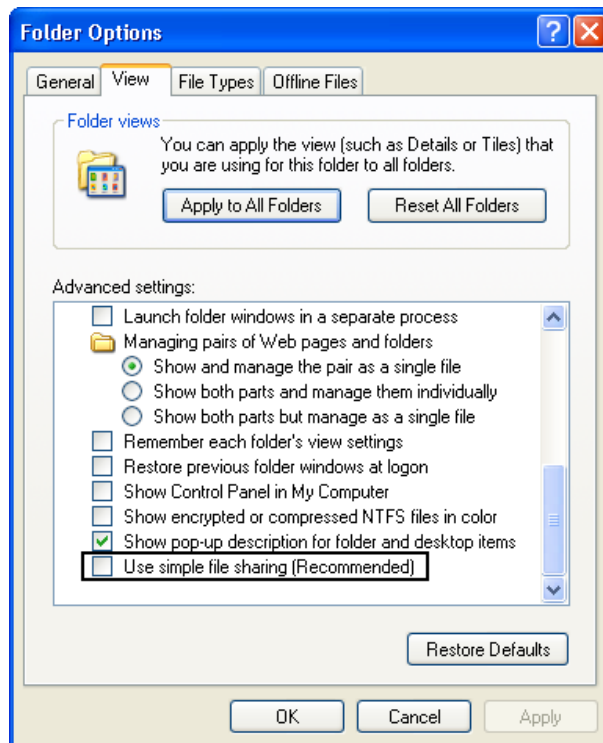 Folder Options
General View File Types Offline Files
Folder views
You can apply the view (such as Details or Tiles) that
you are using for this folder to all folders.
Apply to All Folders Reset All Folders
Advanced settings:
Launch folder windows in a separate process
Managing pairs of Web pages and folders
Show and manage the pair as a single file
Show both parts and manage them individually
Show both parts but manage as a single file
Remember each folder's view settings
Restore previous folder windows at logon
Show Control Panel in My Computer
Show encrypted or compressed NTFS files in color
Show pop-up description for folder and desktop items
Use simple file sharing (Recommended)
Restore Defaults
OK Cancel Apply